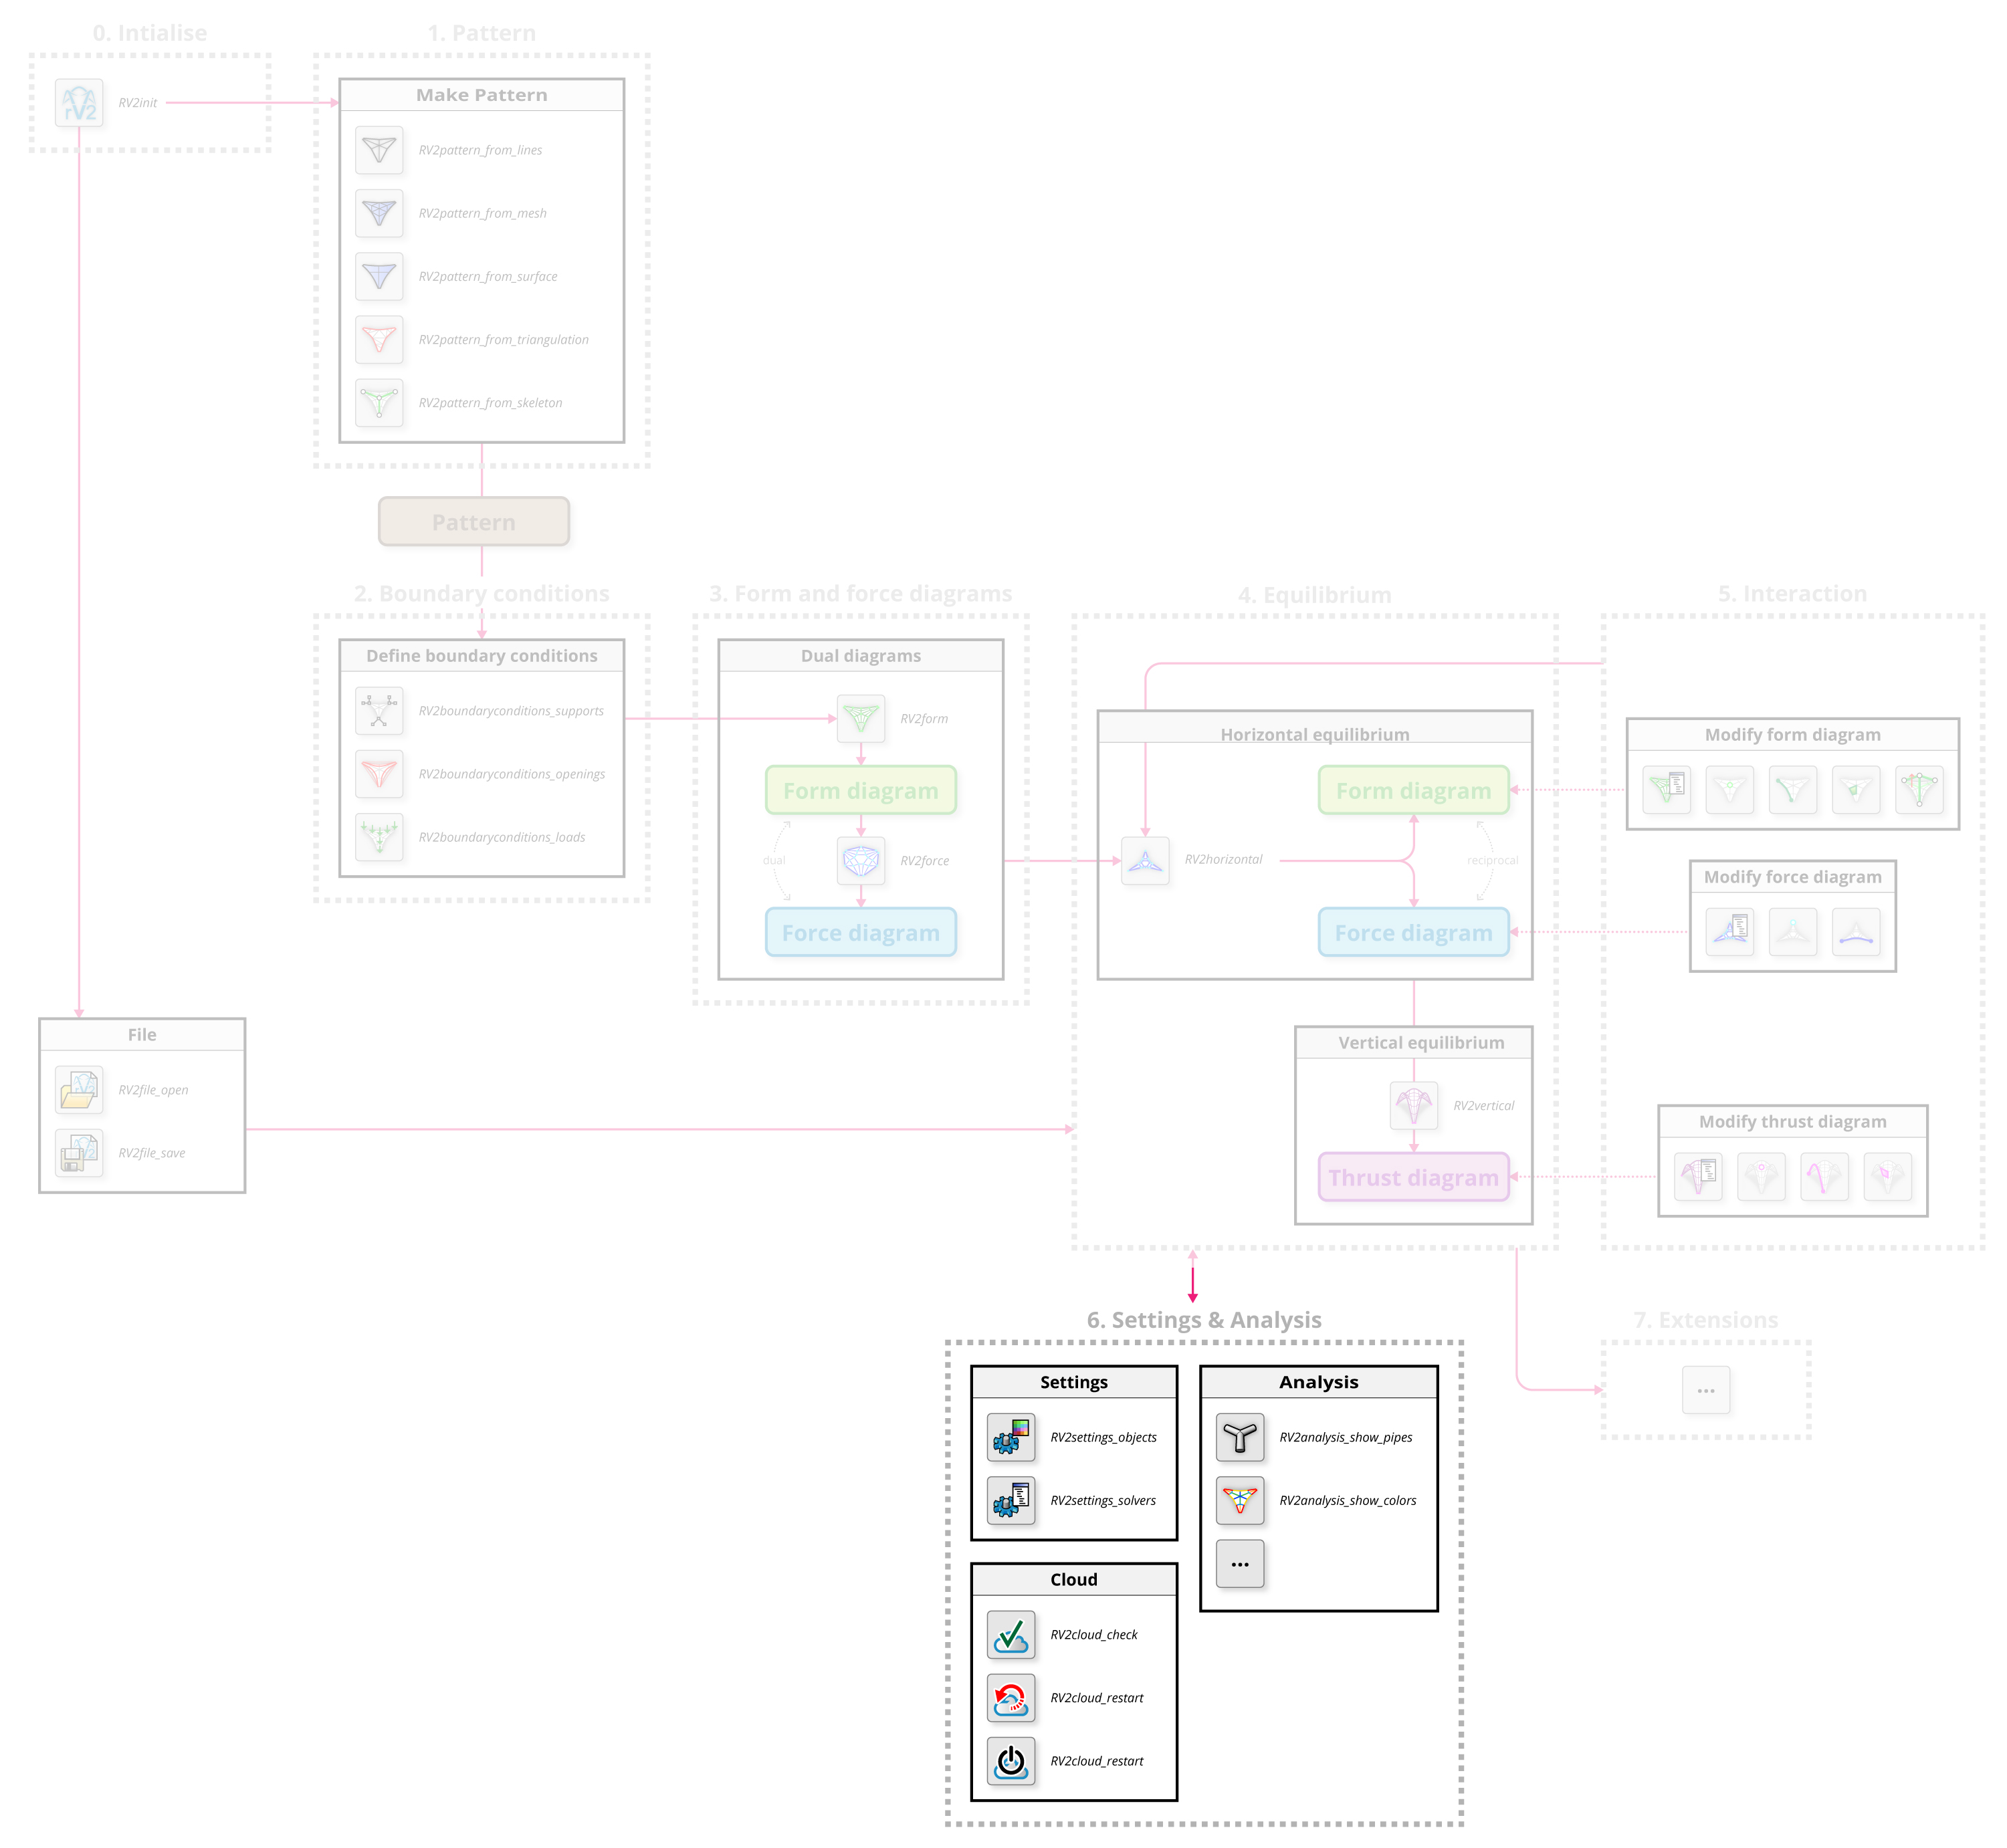 0. Intialise
RV2init
1. Pattern
Make Pattern
RV2pattern_from_lines
RV2pattern_from_mesh
RV2pattern_from_surface
RV2pattern_from_triangulation
RV2pattern_from_skeleton
Pattern
2. Boundary conditions
Define boundary conditions
RV2boundaryconditions_supports
RV2boundaryconditions_openings
RV2boundaryconditions_loads
3. Form and force diagrams
Dual diagrams
RV2form
Form diagram
dual
RV2force
Force diagram
4. Equilibrium
Horizontal equilibrium
Form diagram
RV2horizontal
reciprocal
Force diagram
Vertical equilibrium
RV2vertical
Thrust diagram
5. Interaction
Modify form diagram
Modify force diagram
Modify thrust diagram
File
RV2file_open
RV2file_save
6. Settings & Analysis
Settings
RV2settings_objects
RV2settings_solvers
Analysis
RV2analysis_show_pipes
RV2analysis_show_colors
...
Cloud
RV2cloud_check
RV2cloud_restart
RV2cloud_restart
7. Extensions
...